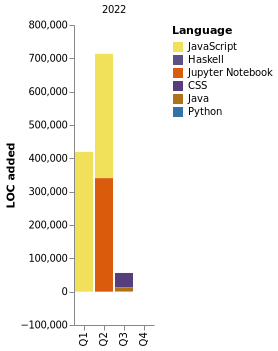 2022
LOC added
800,000
700,000
600,000
500,000
400,000
300,000
200,000
100,000
0
−100,000
Q1
Q2
Q3
Q4
Language
JavaScript
Haskell
Jupyter Notebook
CSS
Java
Python